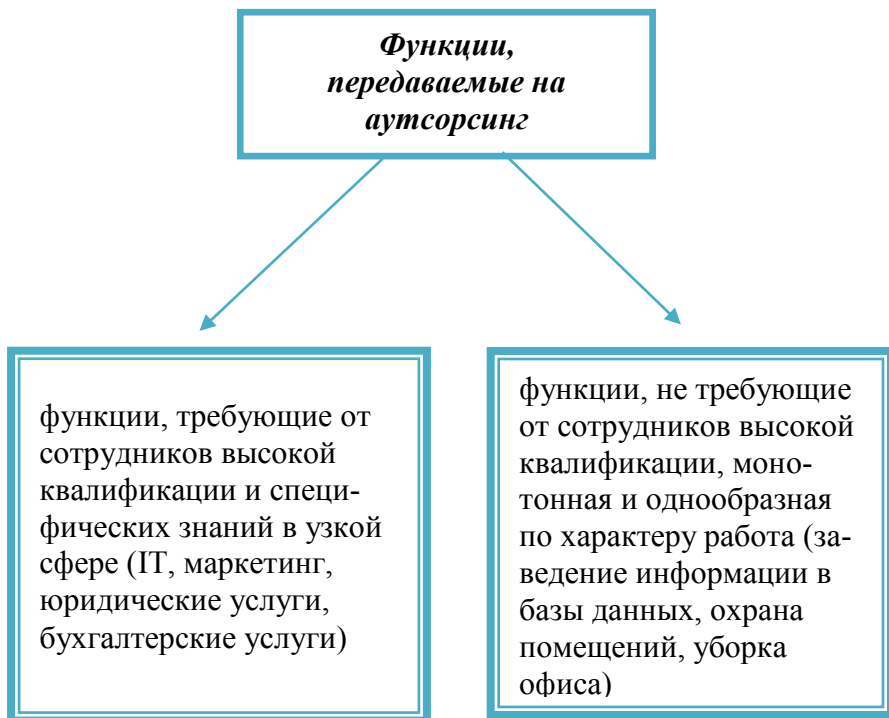 Функции,
передаваемые на
аутсорсинг
функции, требующие от
сотрудников высокой
квалификации и специ-
фических знаний в узкой
сфере (IT, маркетинг,
юридические услуги,
бухгалтерские услуги)
функции, не требующие
от сотрудников высокой
квалификации, моно-
тонная и однообразная
по характеру работа (за-
ведение информации в
базы данных, охрана
помещений, уборка
офиса)